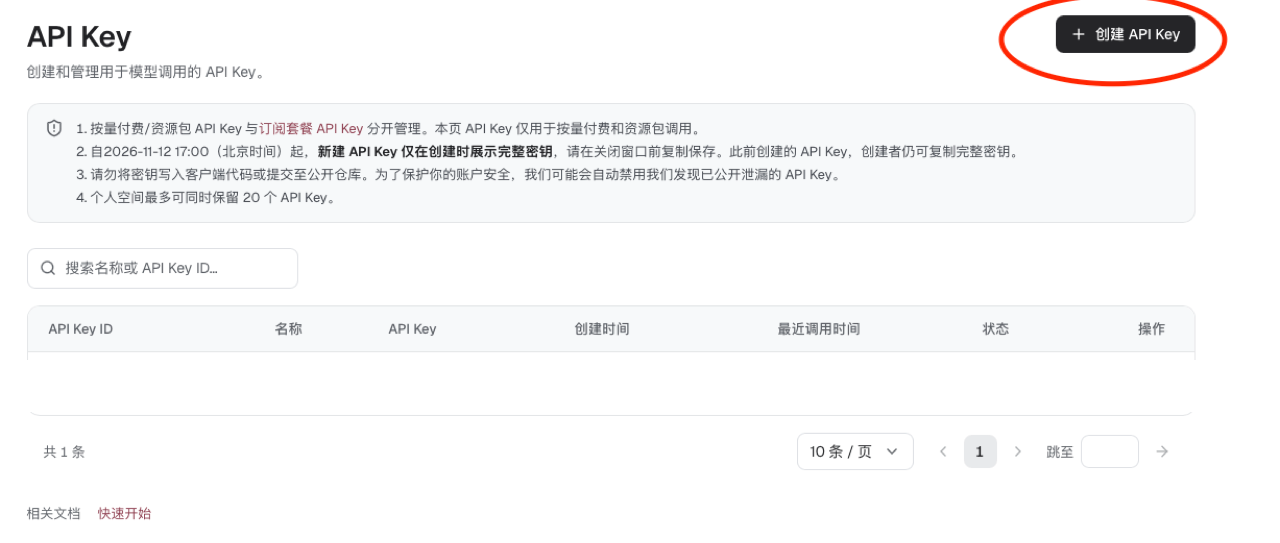 API Key
+ 创建 API Key
创建和管理用于模型调用的 API Key。
1. 按量付费/资源包 API Key 与订阅套餐 API Key 分开管理。本页 API Key 仅用于按量付费和资源包调用。
2. 自2026-11-12 17:00（北京时间）起，新建 API Key 仅在创建时展示完整密钥，请在关闭窗口前复制保存。此前创建的 API Key，创建者仍可复制完整密钥。
3. 请勿将密钥写入客户端代码或提交至公开仓库。为了保护你的账户安全，我们可能会自动禁用我们发现已公开泄漏的 API Key。
4. 个人空间最多可同时保留 20 个 API Key。
搜索名称或 API Key ID...
API Key ID 名称 API Key 创建时间 最近调用时间 状态 操作
共 1 条 10 条 / 页 1 跳至
相关文档 快速开始